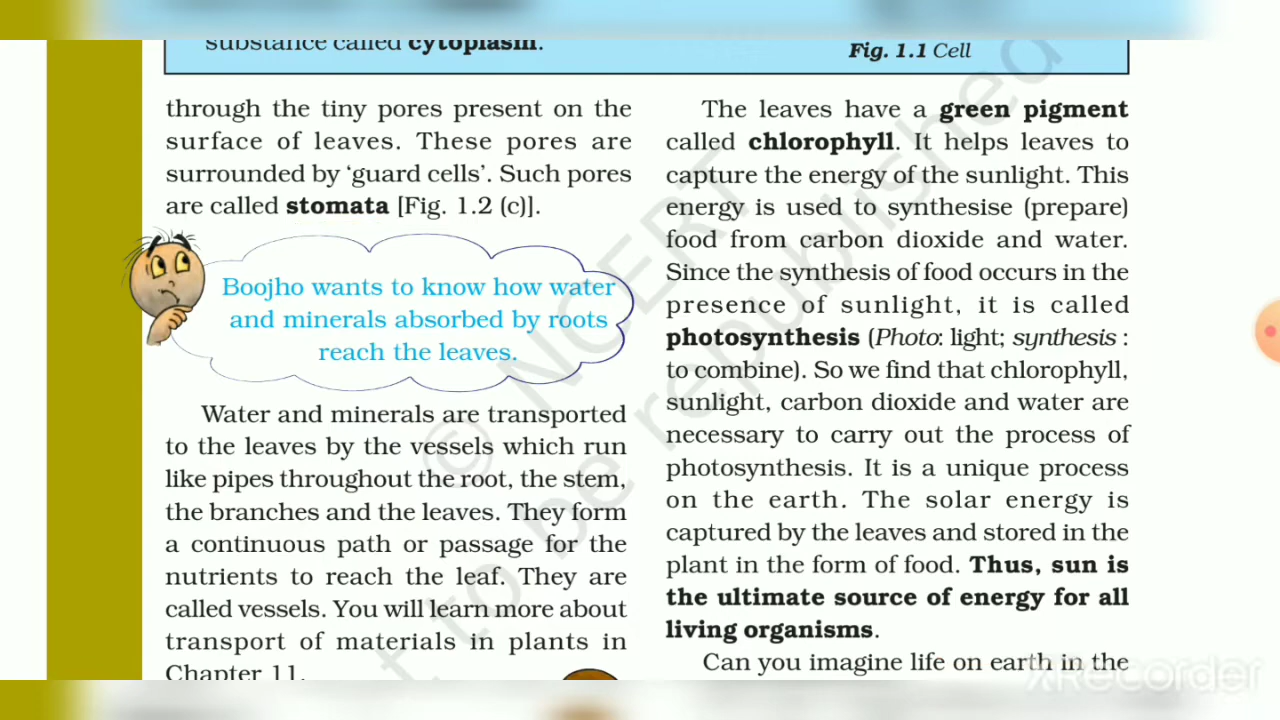 substance called cytoplasm.
Fig. 1.1 Cell
through the tiny pores present on the
surface of leaves. These pores are
surrounded by ‘guard cells’. Such pores
are called stomata [Fig. 1.2 (c)].
Boojho wants to know how water
and minerals absorbed by roots
reach the leaves.
Water and minerals are transported
to the leaves by the vessels which run
like pipes throughout the root, the stem,
the branches and the leaves. They form
a continuous path or passage for the
nutrients to reach the leaf. They are
called vessels. You will learn more about
transport of materials in plants in
Chapter 11.
The leaves have a green pigment
called chlorophyll. It helps leaves to
capture the energy of the sunlight. This
energy is used to synthesise (prepare)
food from carbon dioxide and water.
Since the synthesis of food occurs in the
presence of sunlight, it is called
photosynthesis (Photo: light; synthesis :
to combine). So we find that chlorophyll,
sunlight, carbon dioxide and water are
necessary to carry out the process of
photosynthesis. It is a unique process
on the earth. The solar energy is
captured by the leaves and stored in the
plant in the form of food. Thus, sun is
the ultimate source of energy for all
living organisms.
Can you imagine life on earth in the
© NCERT
t to be republished
XRecorder